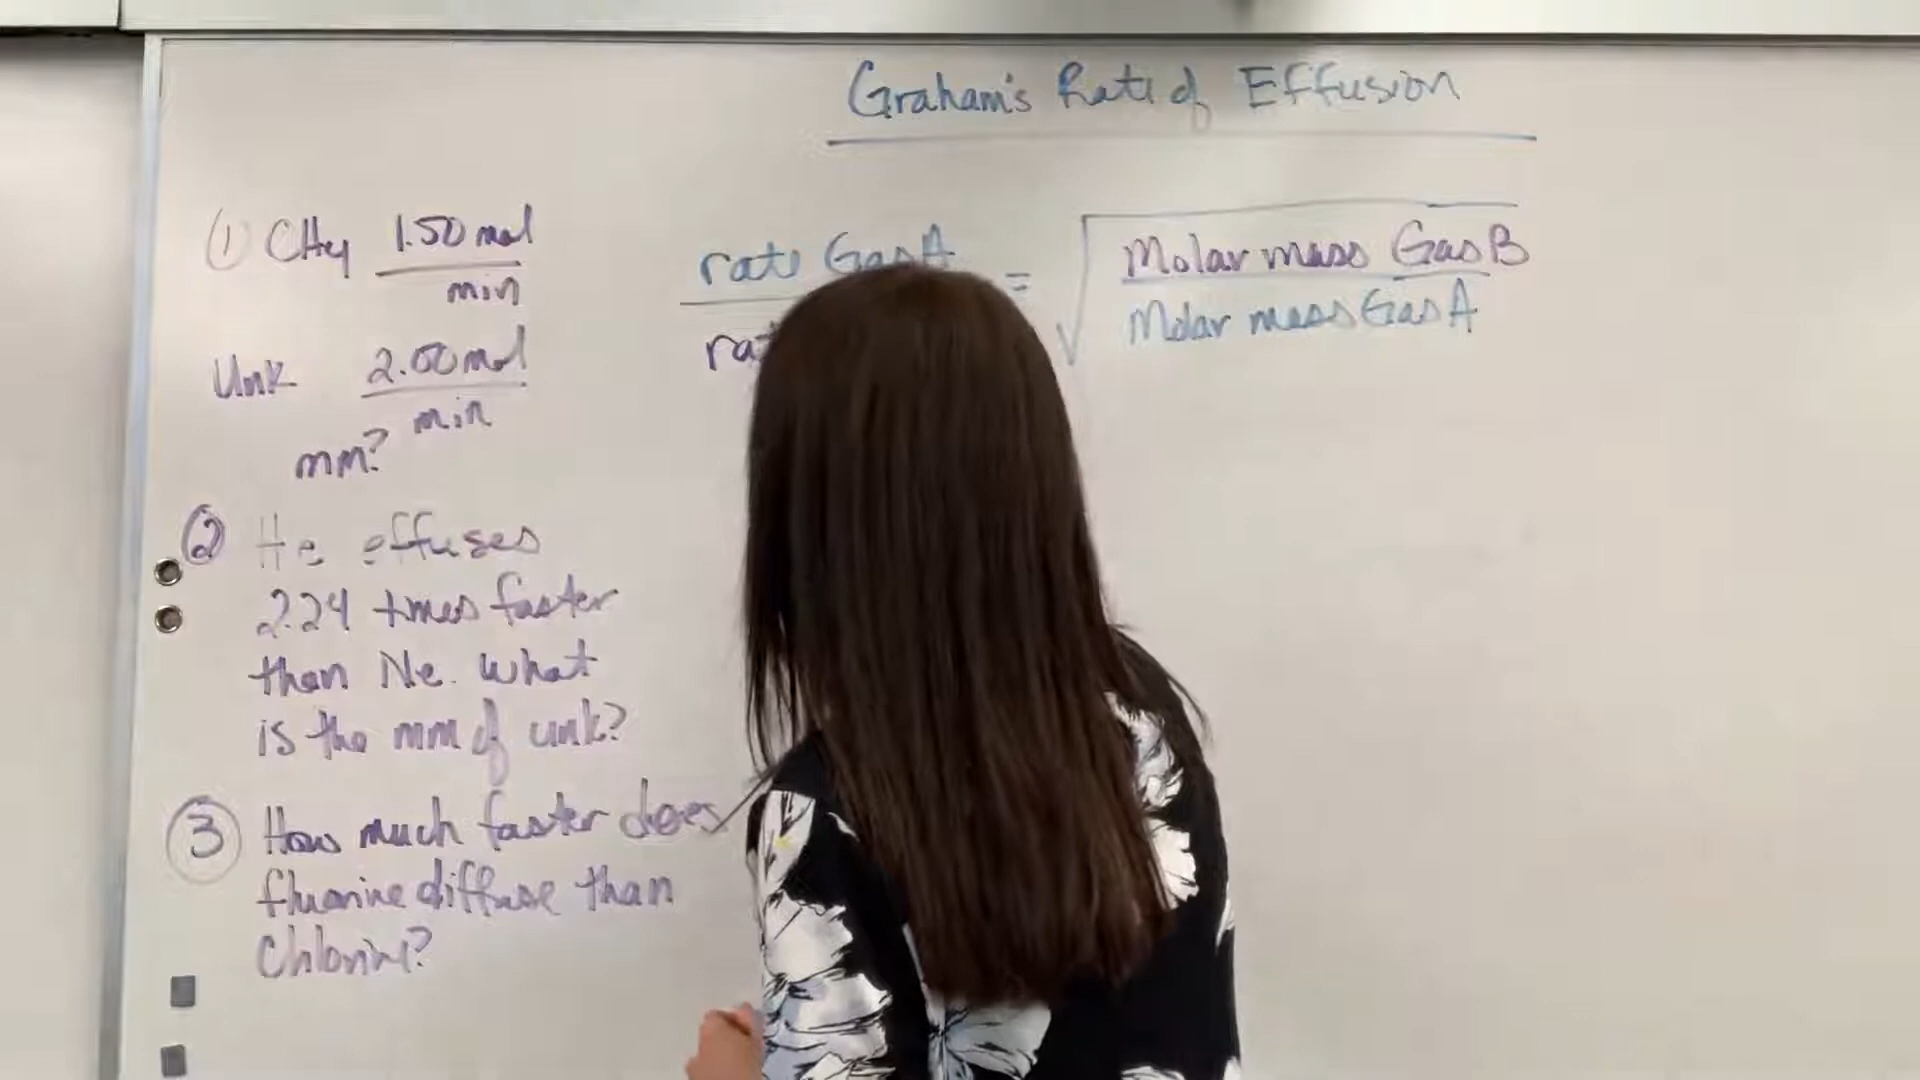 Graham's Rate of Effusion
① CH4 1.50 mol
min
Unk 2.00 mol
min
mm?
rate Gas A
=
√ Molar mass Gas B
Molar mass Gas A
② He effuses
2.24 times faster
than Ne. What
is the mm of unk?
③ How much faster does
fluorine diffuse than
Chlorine?